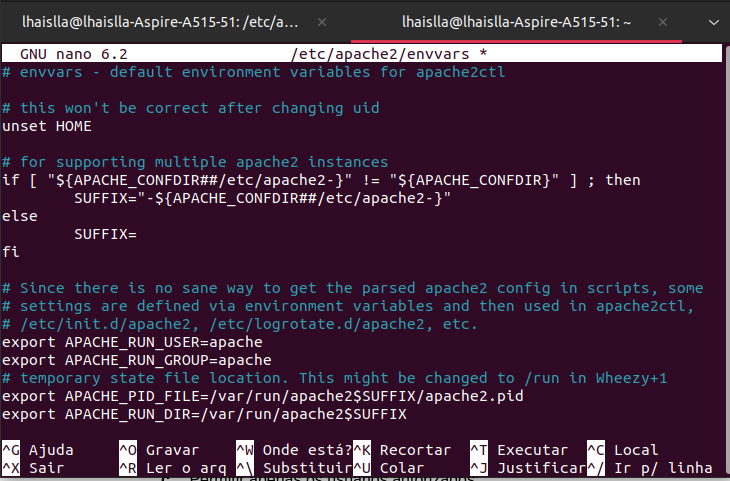 lhaislla@lhaislla-Aspire-A515-51: /etc/a... × lhaislla@lhaislla-Aspire-A515-51: ~ ×
GNU nano 6.2 /etc/apache2/envvars *
# envvars - default environment variables for apache2ctl
# this won't be correct after changing uid
unset HOME
# for supporting multiple apache2 instances
if [ "${APACHE_CONFDIR##/etc/apache2-}" != "${APACHE_CONFDIR}" ] ; then
SUFFIX="-${APACHE_CONFDIR##/etc/apache2-}"
else
SUFFIX=
fi
# Since there is no sane way to get the parsed apache2 config in scripts, some
# settings are defined via environment variables and then used in apache2ctl,
# /etc/init.d/apache2, /etc/logrotate.d/apache2, etc.
export APACHE_RUN_USER=apache
export APACHE_RUN_GROUP=apache
# temporary state file location. This might be changed to /run in Wheezy+1
export APACHE_PID_FILE=/var/run/apache2$SUFFIX/apache2.pid
export APACHE_RUN_DIR=/var/run/apache2$SUFFIX
^G Ajuda ^O Gravar ^W Onde está? ^K Recortar ^T Executar ^C Local
^X Sair ^R Ler o arq ^\ Substituir ^U Colar ^J Justificar ^/ Ir p/ linha